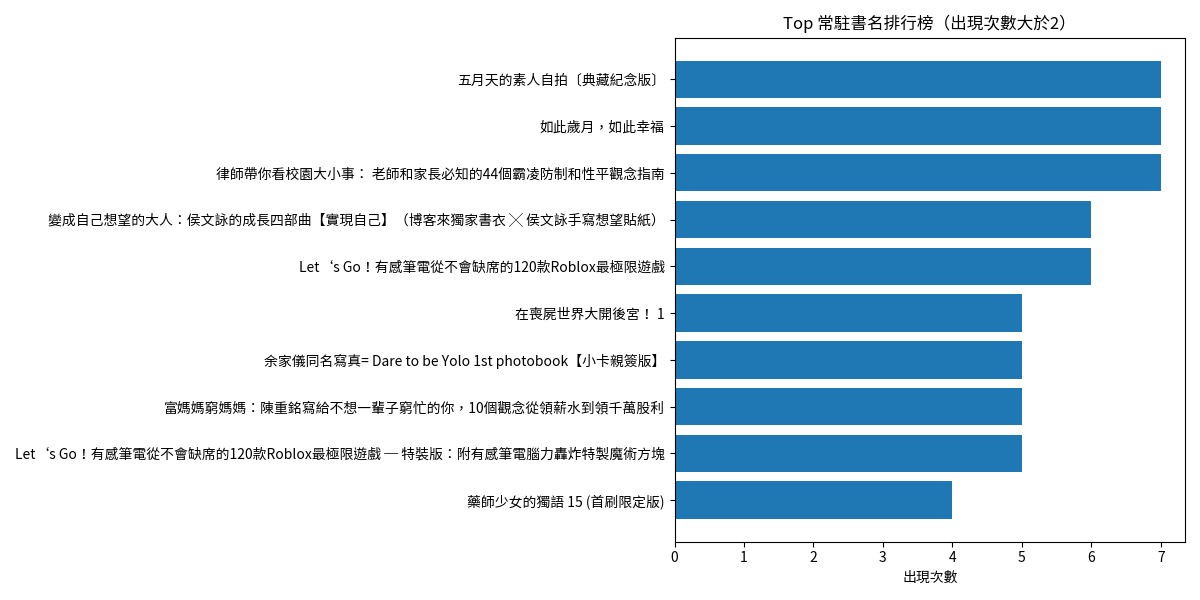 Top 常駐書名排行榜（出現次數大於2）
五月天的素人自拍〔典藏紀念版〕
如此歲月，如此幸福
律師帶你看校園大小事： 老師和家長必知的44個霸凌防制和性平觀念指南
變成自己想望的大人：侯文詠的成長四部曲【實現自己】（博客來獨家書衣 ╳ 侯文詠手寫想望貼紙）
Let‘s Go！有感筆電從不會缺席的120款Roblox最極限遊戲
在喪屍世界大開後宮！ 1
余家儀同名寫真= Dare to be Yolo 1st photobook【小卡親簽版】
富媽媽窮媽媽：陳重銘寫給不想一輩子窮忙的你，10個觀念從領薪水到領千萬股利
Let‘s Go！有感筆電從不會缺席的120款Roblox最極限遊戲 — 特裝版：附有感筆電腦力轟炸特製魔術方塊
藥師少女的獨語 15 (首刷限定版)
0 1 2 3 4 5 6 7
出現次數